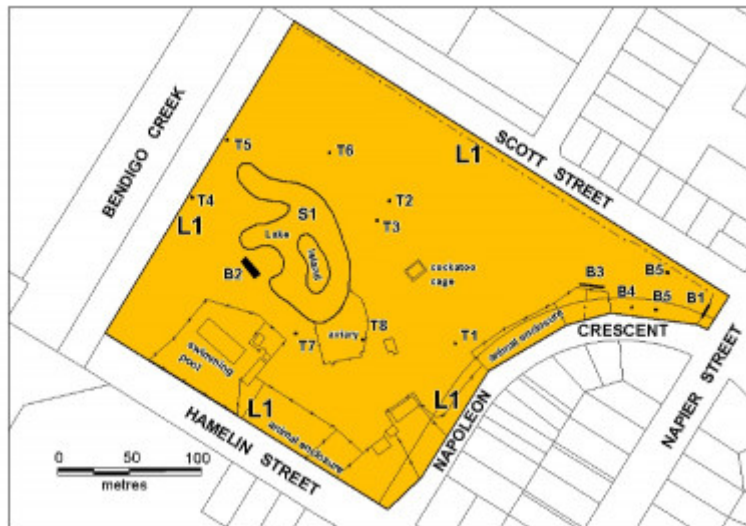 BENDIGO CREEK
SCOTT STREET
L1
T5
T6
T4
L1
T2
T3
S1
Lake
Island
B2
cockatoo
cage
B3
B5
B4
B5
B1
CRESCENT
animal enclosure
T1
T8
aviary
T7
swimming
pool
L1
L1
animal enclosure
NAPOLEON
NAPIER STREET
HAMELIN STREET
0 50 100
metres